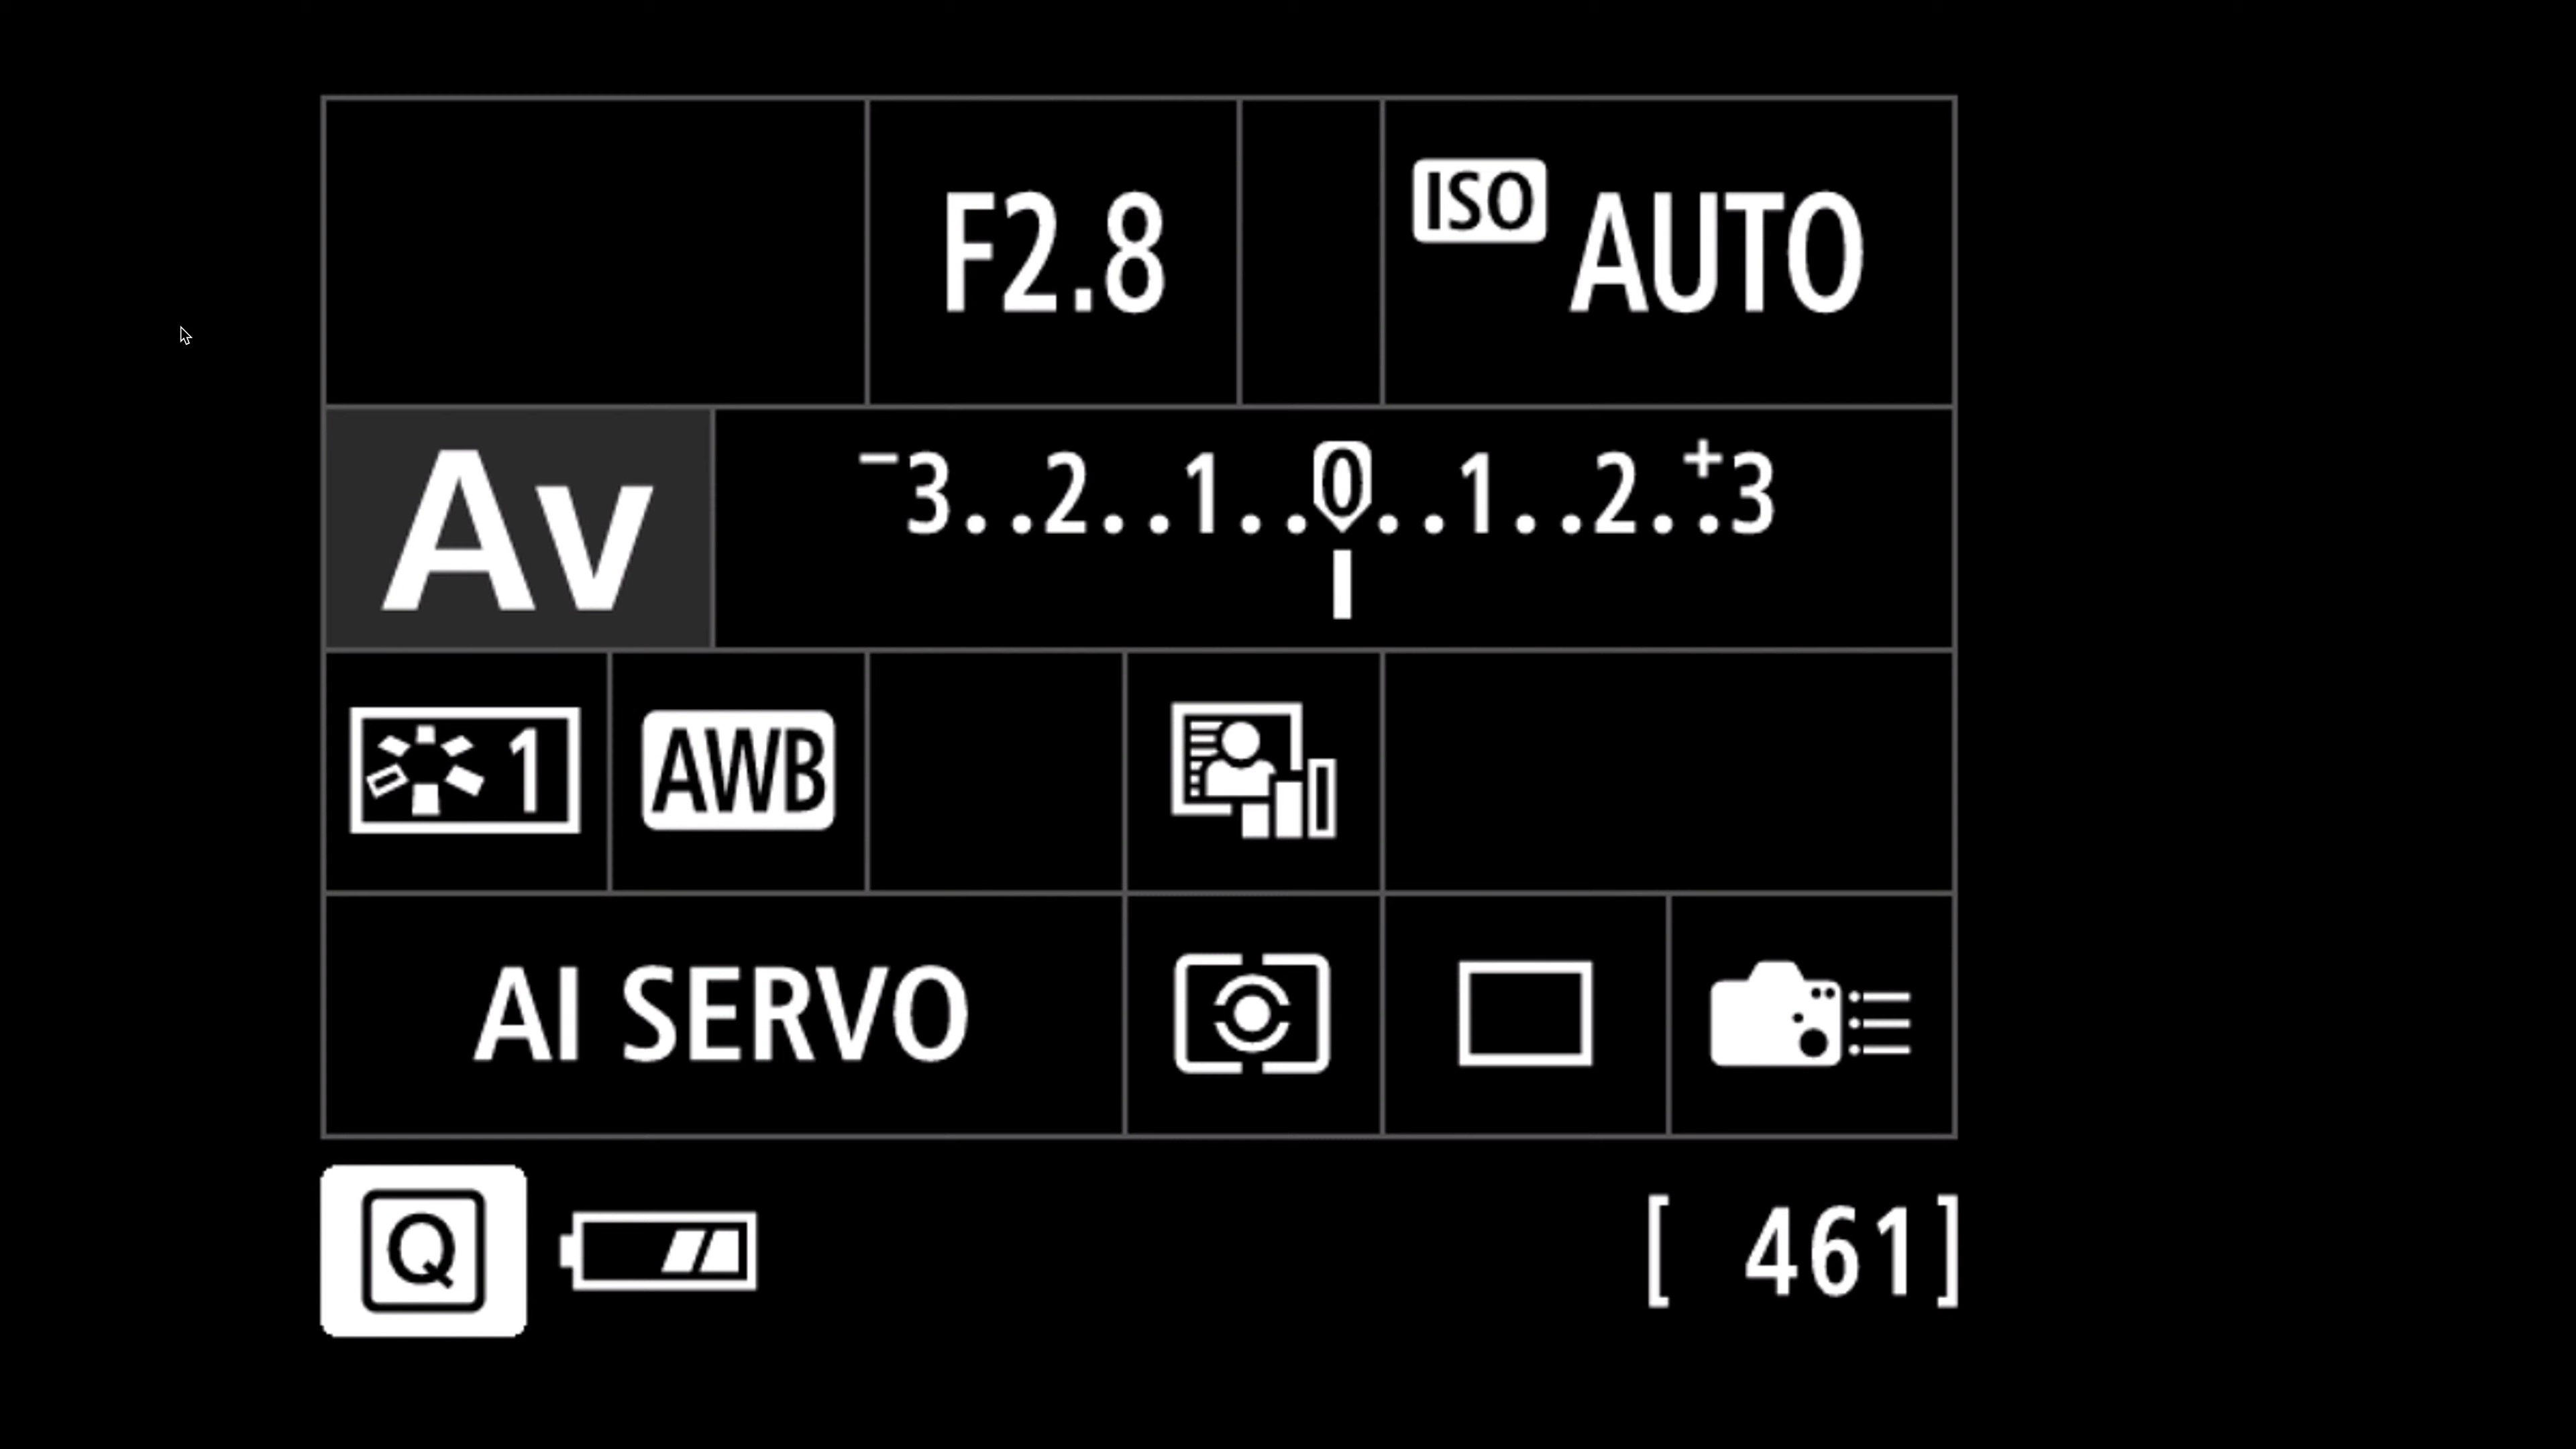 F2.8
ISO AUTO
Av
-3..2..1..0..1..2..+3
1
AWB
AI SERVO
Q
[ 461]